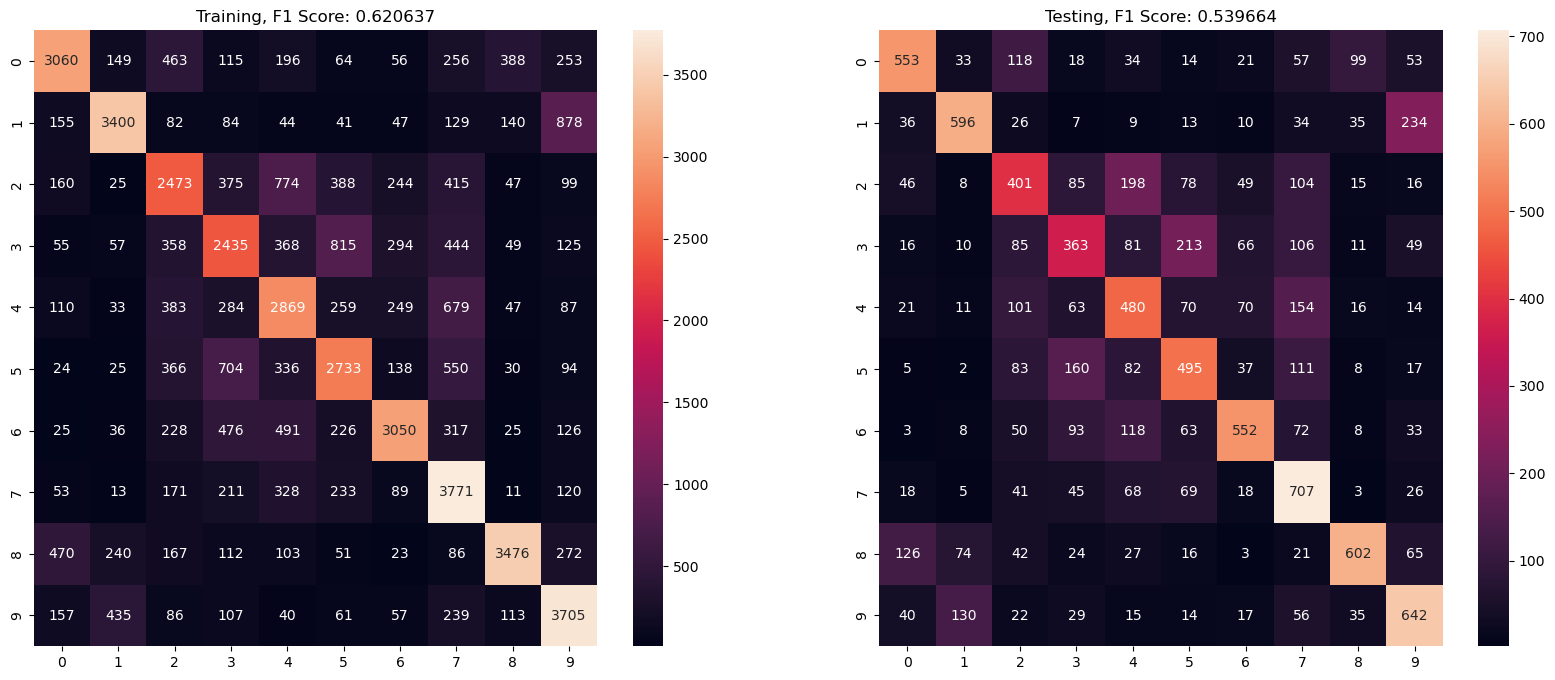 Training, F1 Score: 0.620637
0 3060 149 463 115 196 64 56 256 388 253
1 155 3400 82 84 44 41 47 129 140 878
2 160 25 2473 375 774 388 244 415 47 99
3 55 57 358 2435 368 815 294 444 49 125
4 110 33 383 284 2869 259 249 679 47 87
5 24 25 366 704 336 2733 138 550 30 94
6 25 36 228 476 491 226 3050 317 25 126
7 53 13 171 211 328 233 89 3771 11 120
8 470 240 167 112 103 51 23 86 3476 272
9 157 435 86 107 40 61 57 239 113 3705
0 1 2 3 4 5 6 7 8 9
3500
3000
2500
2000
1500
1000
500
Testing, F1 Score: 0.539664
0 553 33 118 18 34 14 21 57 99 53
1 36 596 26 7 9 13 10 34 35 234
2 46 8 401 85 198 78 49 104 15 16
3 16 10 85 363 81 213 66 106 11 49
4 21 11 101 63 480 70 70 154 16 14
5 5 2 83 160 82 495 37 111 8 17
6 3 8 50 93 118 63 552 72 8 33
7 18 5 41 45 68 69 18 707 3 26
8 126 74 42 24 27 16 3 21 602 65
9 40 130 22 29 15 14 17 56 35 642
0 1 2 3 4 5 6 7 8 9
700
600
500
400
300
200
100